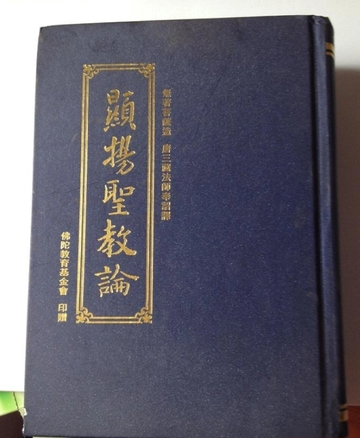 無著菩薩造 唐三藏法師奉詔譯
顯揚聖教論
佛陀教育基金會 印贈